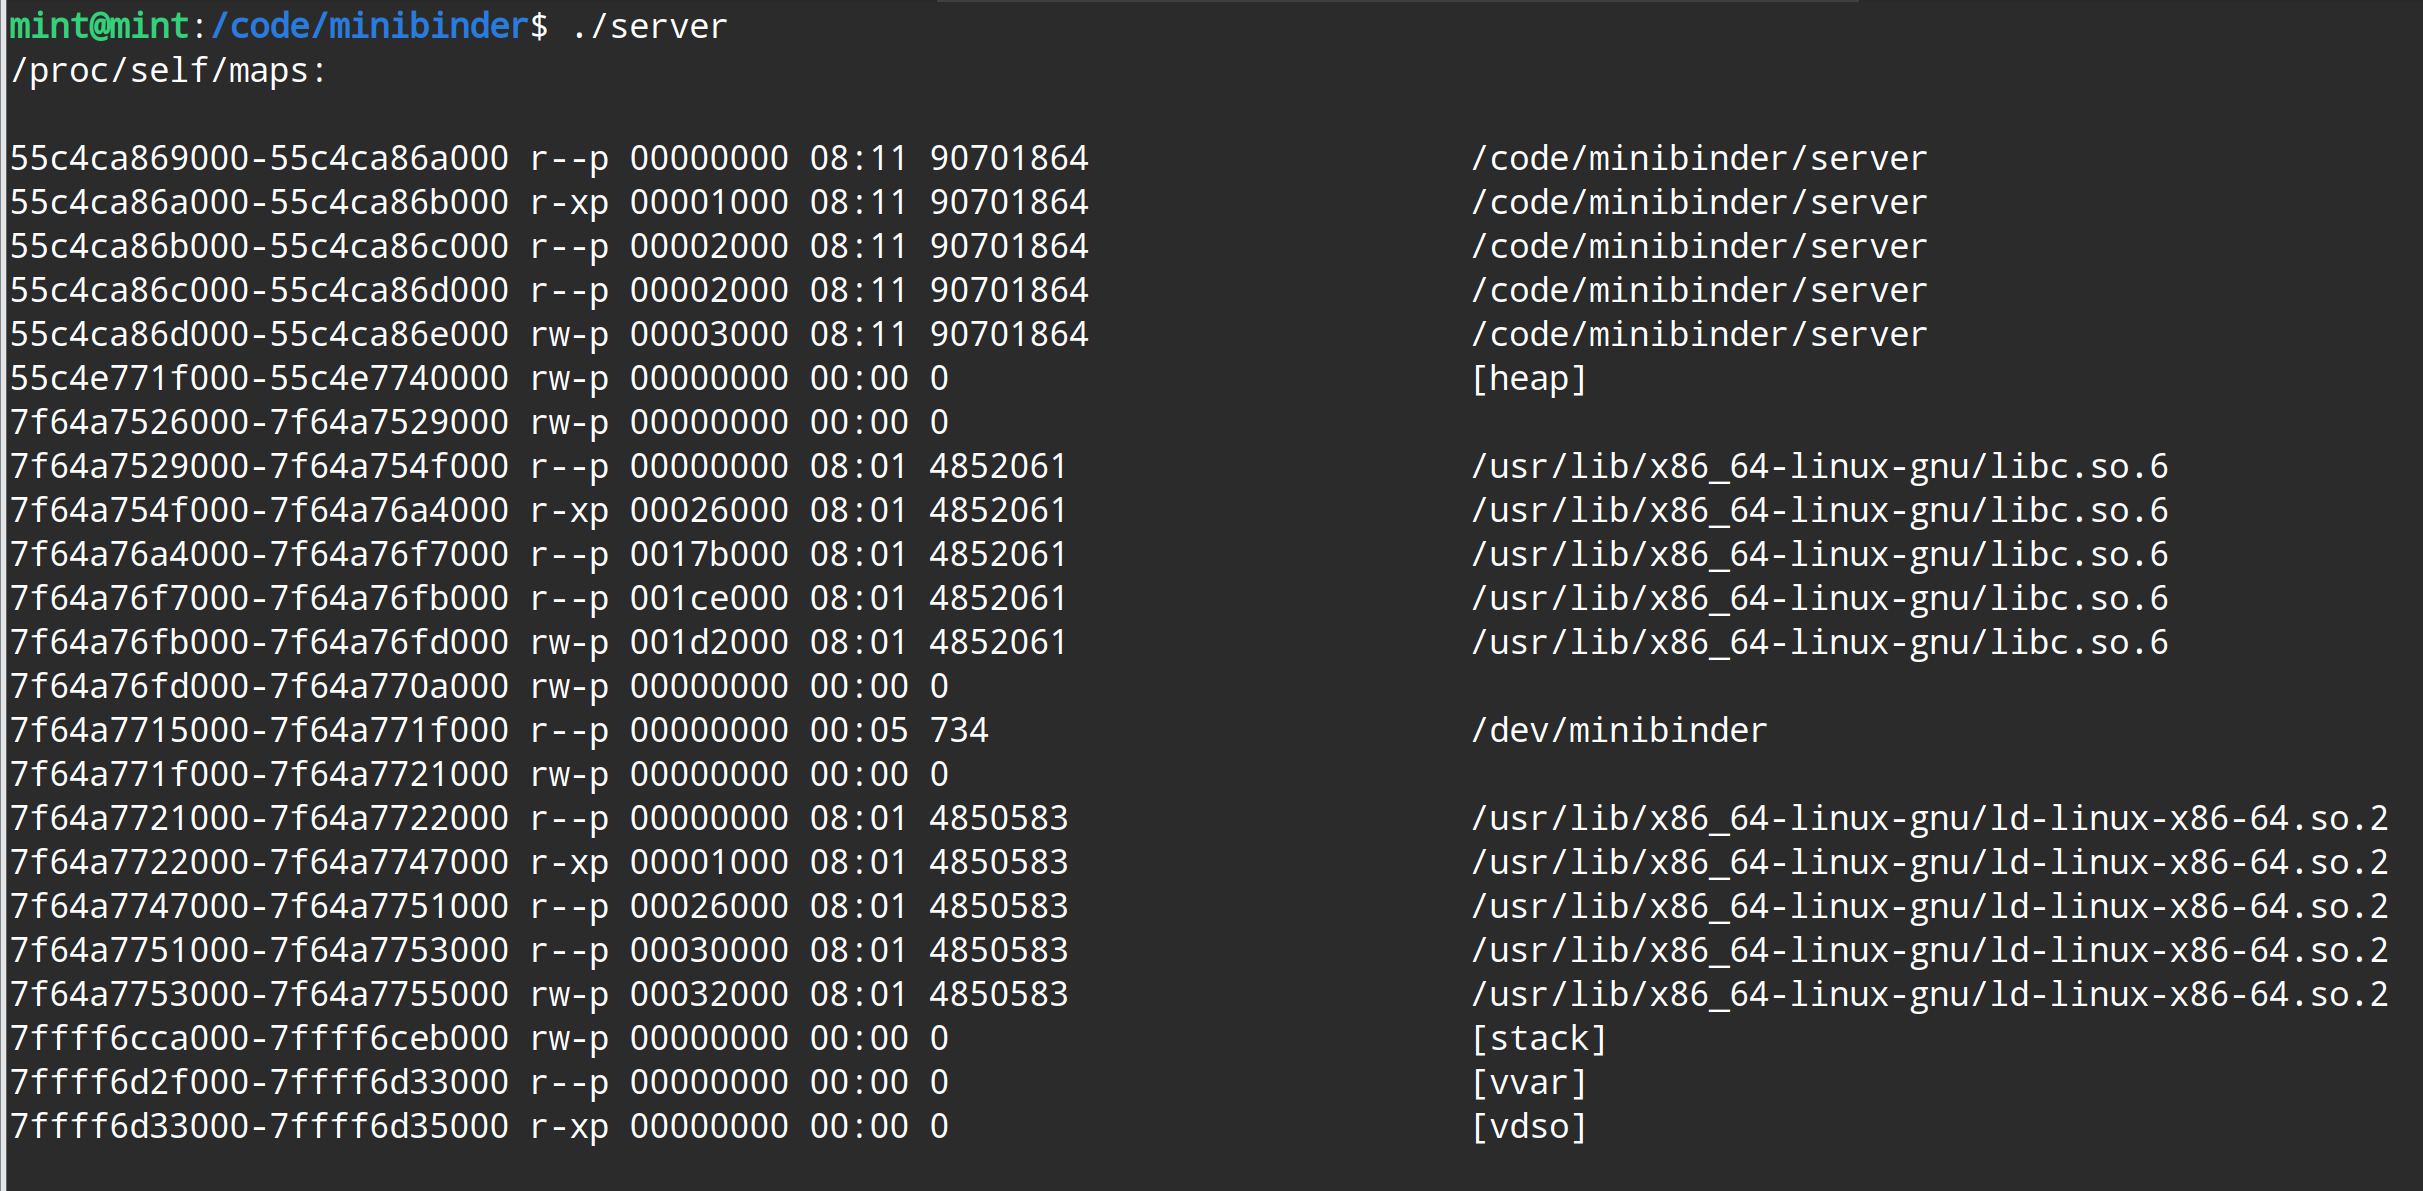 mint@mint:/code/minibinder$ ./server
/proc/self/maps:

55c4ca869000-55c4ca86a000 r--p 00000000 08:11 90701864                   /code/minibinder/server
55c4ca86a000-55c4ca86b000 r-xp 00001000 08:11 90701864                   /code/minibinder/server
55c4ca86b000-55c4ca86c000 r--p 00002000 08:11 90701864                   /code/minibinder/server
55c4ca86c000-55c4ca86d000 r--p 00002000 08:11 90701864                   /code/minibinder/server
55c4ca86d000-55c4ca86e000 rw-p 00003000 08:11 90701864                   /code/minibinder/server
55c4e771f000-55c4e7740000 rw-p 00000000 00:00 0                          [heap]
7f64a7526000-7f64a7529000 rw-p 00000000 00:00 0
7f64a7529000-7f64a754f000 r--p 00000000 08:01 4852061                    /usr/lib/x86_64-linux-gnu/libc.so.6
7f64a754f000-7f64a76a4000 r-xp 00026000 08:01 4852061                    /usr/lib/x86_64-linux-gnu/libc.so.6
7f64a76a4000-7f64a76f7000 r--p 0017b000 08:01 4852061                    /usr/lib/x86_64-linux-gnu/libc.so.6
7f64a76f7000-7f64a76fb000 r--p 001ce000 08:01 4852061                    /usr/lib/x86_64-linux-gnu/libc.so.6
7f64a76fb000-7f64a76fd000 rw-p 001d2000 08:01 4852061                    /usr/lib/x86_64-linux-gnu/libc.so.6
7f64a76fd000-7f64a770a000 rw-p 00000000 00:00 0
7f64a7715000-7f64a771f000 r--p 00000000 00:05 734                        /dev/minibinder
7f64a771f000-7f64a7721000 rw-p 00000000 00:00 0
7f64a7721000-7f64a7722000 r--p 00000000 08:01 4850583                    /usr/lib/x86_64-linux-gnu/ld-linux-x86-64.so.2
7f64a7722000-7f64a7747000 r-xp 00001000 08:01 4850583                    /usr/lib/x86_64-linux-gnu/ld-linux-x86-64.so.2
7f64a7747000-7f64a7751000 r--p 00026000 08:01 4850583                    /usr/lib/x86_64-linux-gnu/ld-linux-x86-64.so.2
7f64a7751000-7f64a7753000 r--p 00030000 08:01 4850583                    /usr/lib/x86_64-linux-gnu/ld-linux-x86-64.so.2
7f64a7753000-7f64a7755000 rw-p 00032000 08:01 4850583                    /usr/lib/x86_64-linux-gnu/ld-linux-x86-64.so.2
7ffff6cca000-7ffff6ceb000 rw-p 00000000 00:00 0                          [stack]
7ffff6d2f000-7ffff6d33000 r--p 00000000 00:00 0                          [vvar]
7ffff6d33000-7ffff6d35000 r-xp 00000000 00:00 0                          [vdso]